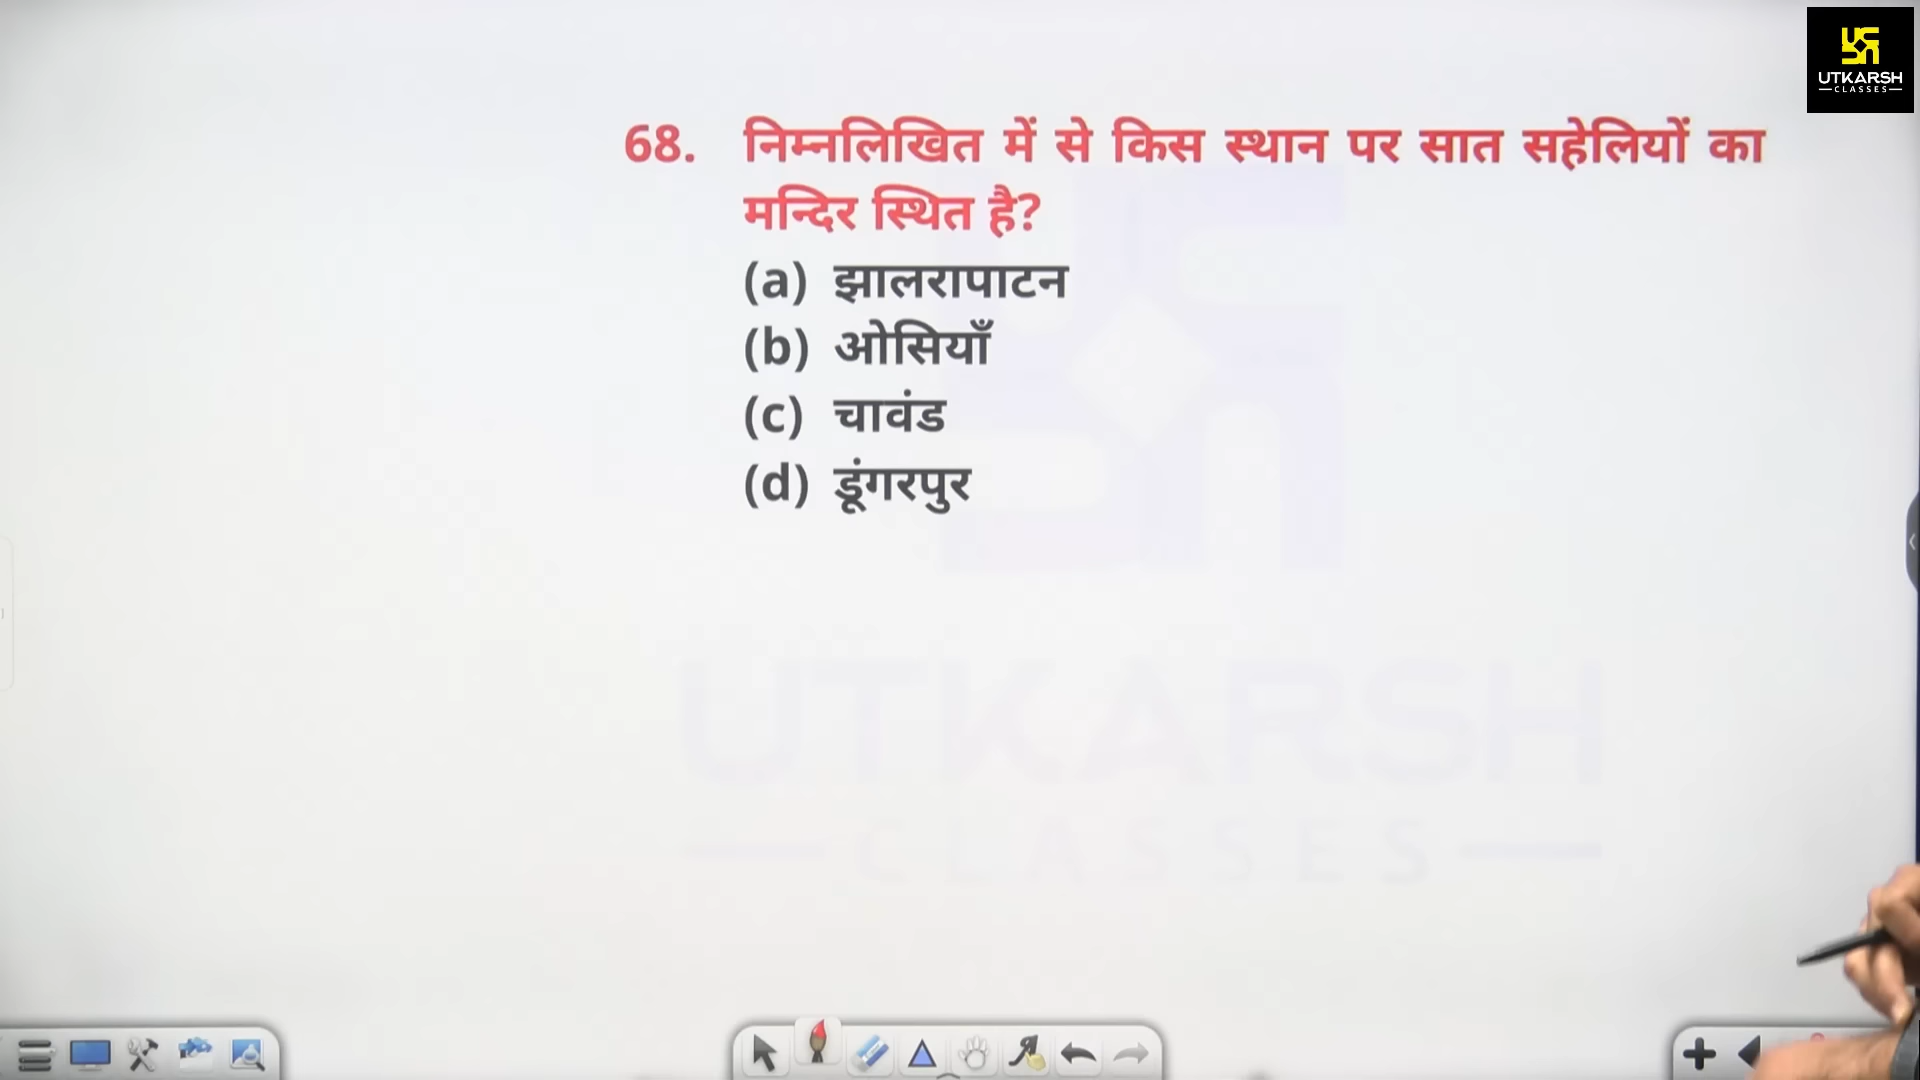 UTKARSH
CLASSES
68. निम्नलिखित में से किस स्थान पर सात सहेलियों का
मन्दिर स्थित है?
(a) झालरापाटन
(b) ओसियाँ
(c) चावंड
(d) डूंगरपुर
UTKARSH
CLASSES